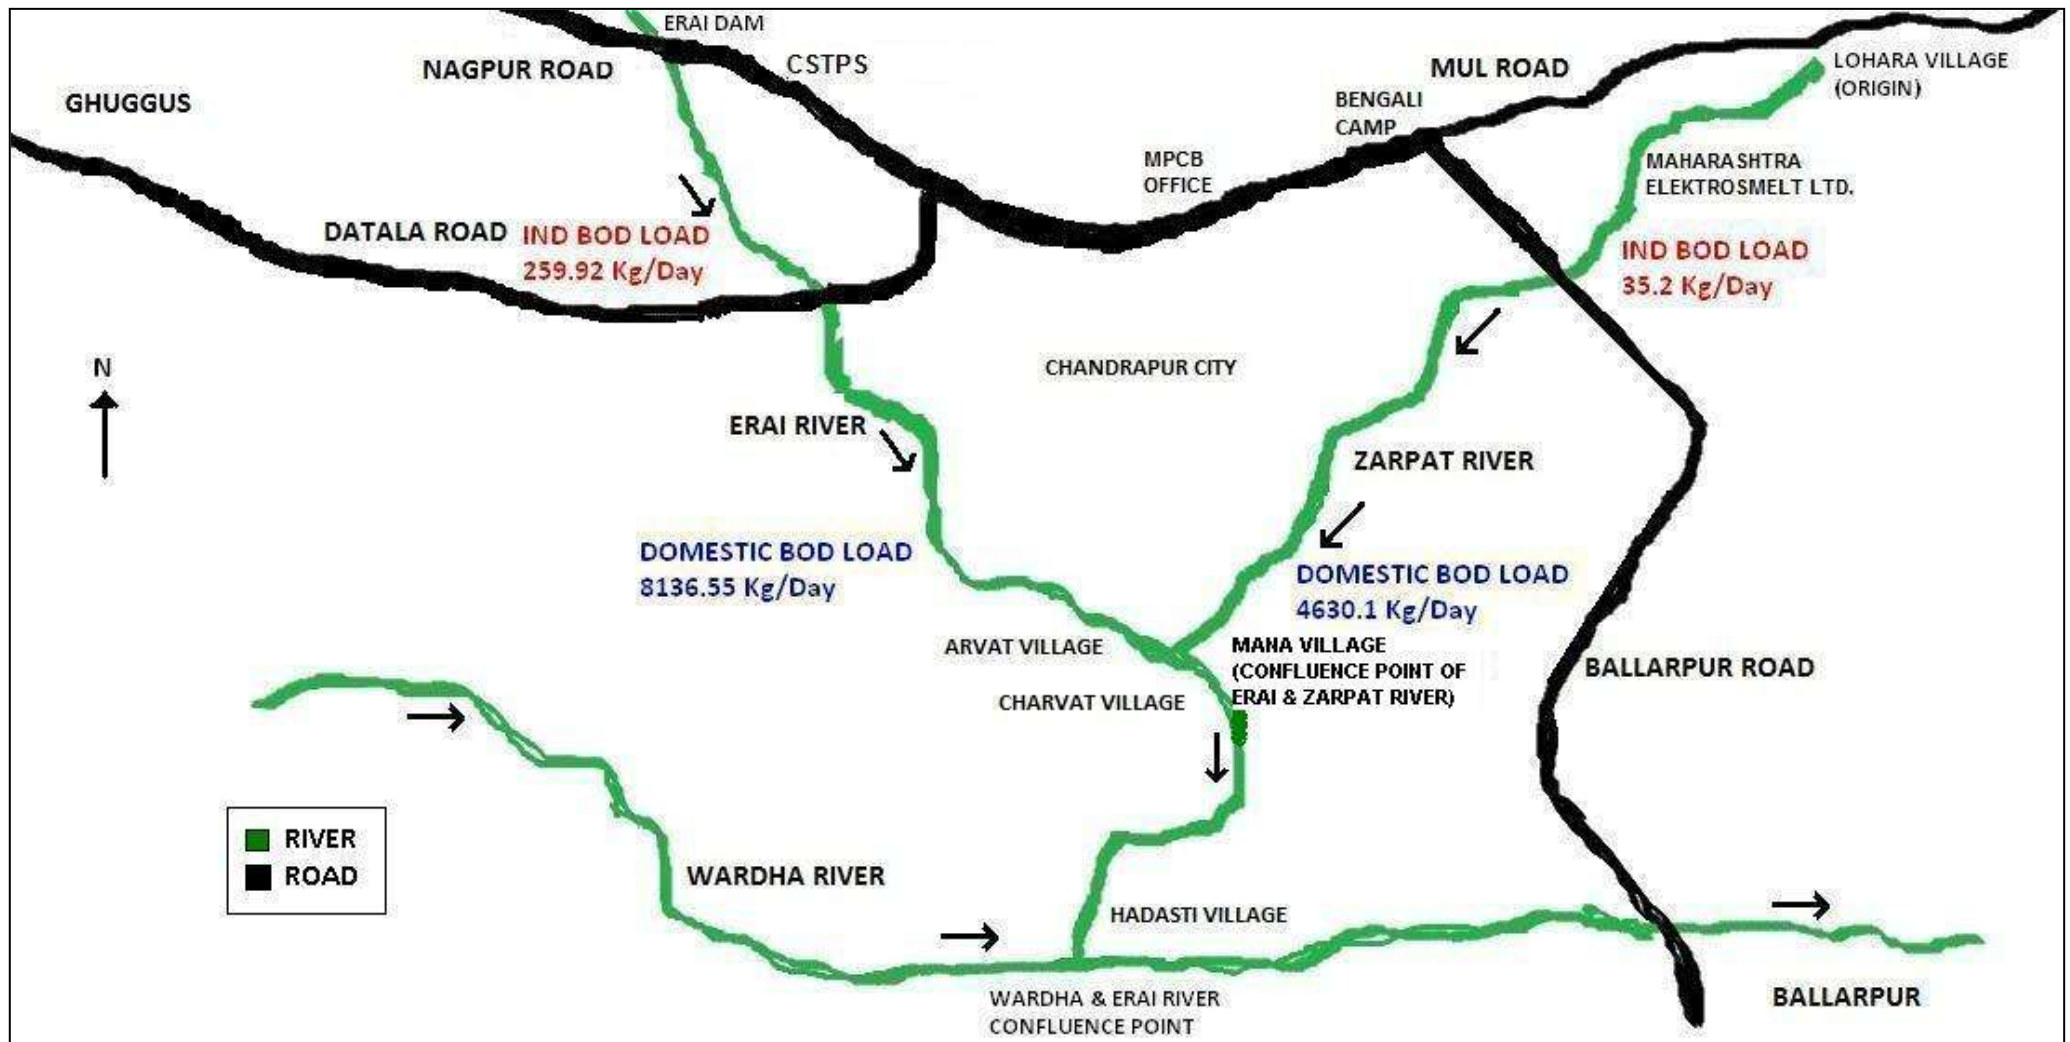 ERAI DAM
NAGPUR ROAD
CSTPS
MUL ROAD
LOHARA VILLAGE
(ORIGIN)
GHUGGUS
BENGALI
CAMP
MPCB
OFFICE
MAHARASHTRA
ELEKTROSMELT LTD.
DATALA ROAD
IND BOD LOAD
259.92 Kg/Day
IND BOD LOAD
35.2 Kg/Day
N
CHANDRAPUR CITY
ERAI RIVER
ZARPAT RIVER
DOMESTIC BOD LOAD
8136.55 Kg/Day
DOMESTIC BOD LOAD
4630.1 Kg/Day
ARVAT VILLAGE
MANA VILLAGE
(CONFLUENCE POINT OF
ERAI & ZARPAT RIVER)
BALLARPUR ROAD
CHARVAT VILLAGE
RIVER
ROAD
WARDHA RIVER
HADASTI VILLAGE
WARDHA & ERAI RIVER
CONFLUENCE POINT
BALLARPUR